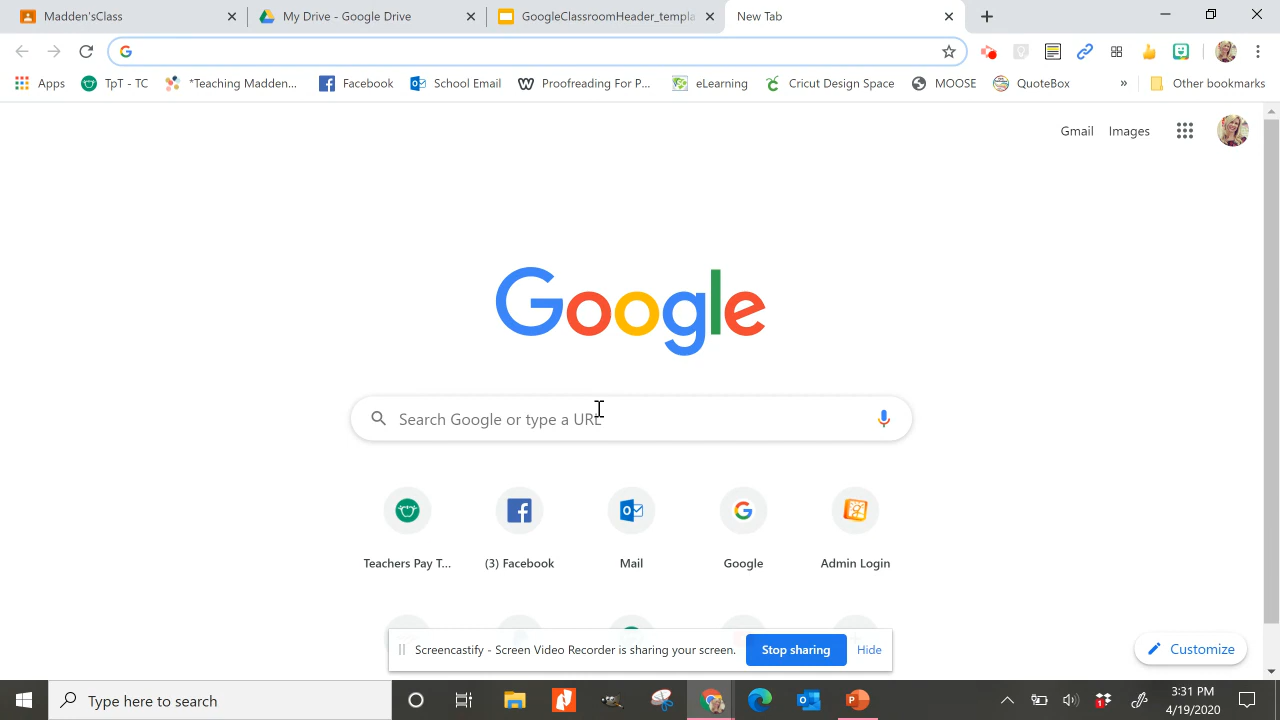 Madden'sClass
My Drive - Google Drive
GoogleClassroomHeader_templa
New Tab
Apps
TpT - TC
*Teaching Madden...
Facebook
School Email
Proofreading For P...
eLearning
Cricut Design Space
MOOSE
QuoteBox
»
Other bookmarks
Gmail
Images
Google
Search Google or type a URL
Teachers Pay T...
(3) Facebook
Mail
Google
Admin Login
Screencastify - Screen Video Recorder is sharing your screen.
Stop sharing
Hide
Customize
Type here to search
3:31 PM
4/19/2020